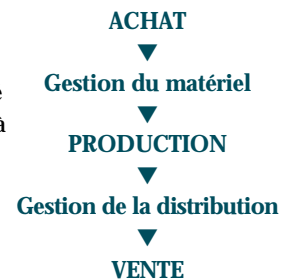 ACHAT
Gestion du matériel
à
PRODUCTION
Gestion de la distribution
VENTE